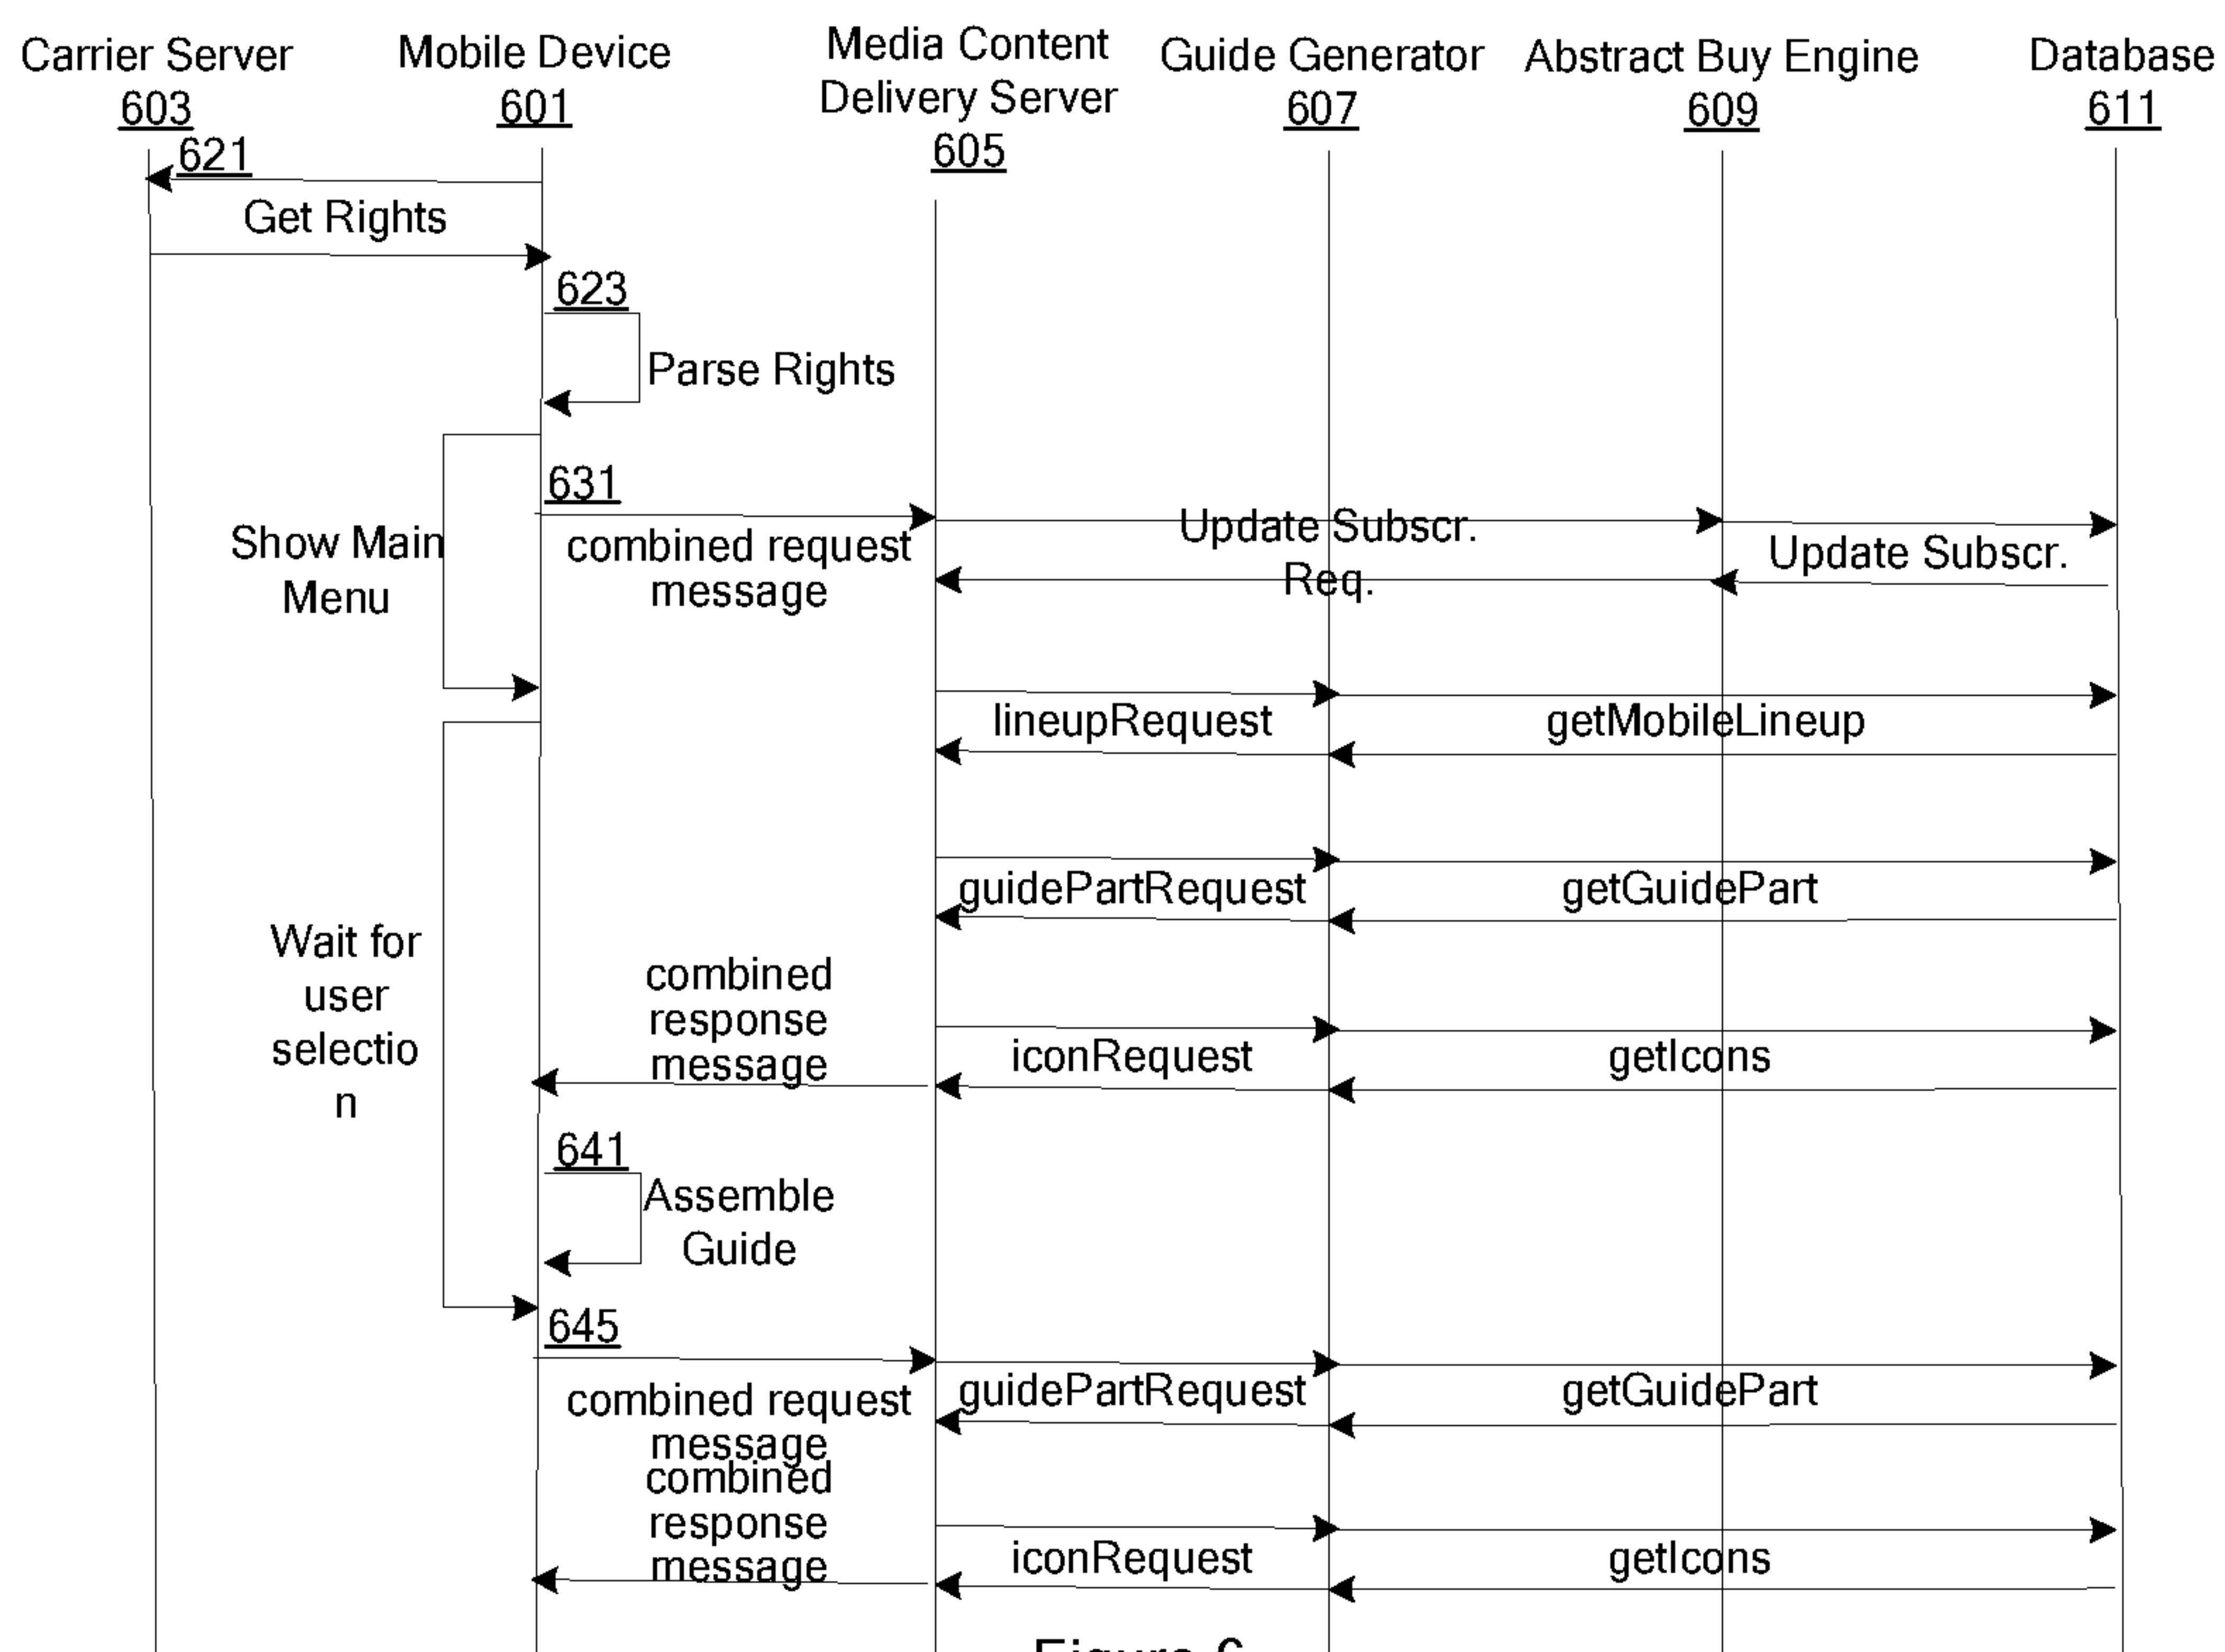 Carrier Server
603
Mobile Device
601
Media Content
Delivery Server
605
Guide Generator
607
Abstract Buy Engine
609
Database
611
621
Get Rights
623
Parse Rights
631
Show Main
Menu
combined request
message
Update Subscr.
Req.
Update Subscr.
lineupRequest
getMobileLineup
guidePartRequest
getGuidePart
Wait for
user
selectio
n
combined
response
message
iconRequest
getIcons
641
Assemble
Guide
645
combined request
message
guidePartRequest
getGuidePart
combined
response
message
iconRequest
getIcons
Figure 6